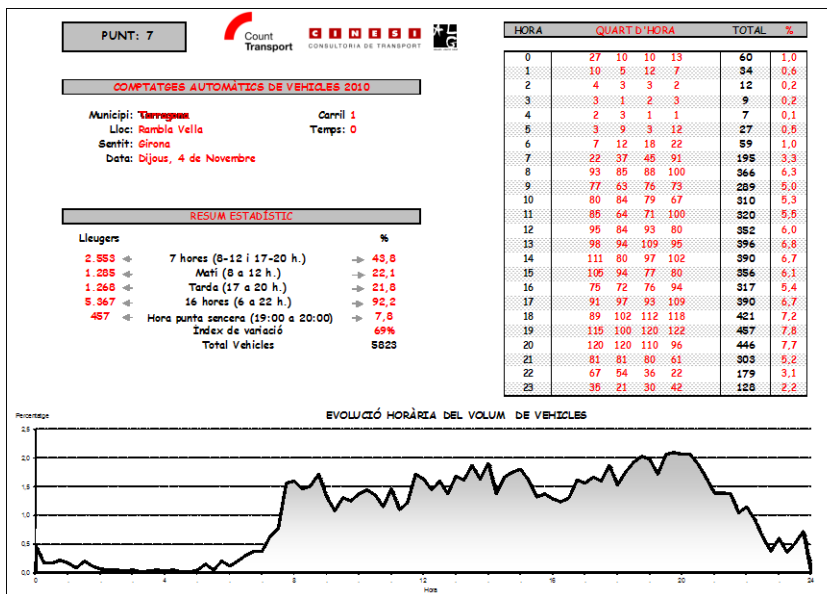 PUNT: 7
Count
Transport
CINESI
CONSULTORIA DE TRANSPORT
COMPTATGES AUTOMÀTICS DE VEHICLES 2010
Municipi: Carril 1
Lloc: Rambla Vella Temps: 0
Sentit: Girona
Data: Dijous, 4 de Novembre
RESUM ESTADÍSTIC
Lleugers %
2.553 7 hores (8-12 i 17-20 h.) 43,8
1.285 Matí (8 a 12 h.) 22,1
1.268 Tarda (17 a 20 h.) 21,8
5.367 16 hores (6 a 22 h.) 92,2
457 Hora punta sencera (19:00 a 20:00) 7,8
Índex de variació 69%
Total Vehicles 5823
HORA QUART D'HORA TOTAL %
0 27 10 10 13 60 1,0
1 10 5 12 7 34 0,6
2 4 3 3 2 12 0,2
3 3 1 2 3 9 0,2
4 2 3 1 1 7 0,1
5 3 9 3 12 27 0,5
6 7 12 18 22 59 1,0
7 22 37 45 91 195 3,3
8 93 85 88 100 366 6,3
9 77 63 76 73 289 5,0
10 80 84 79 67 310 5,3
11 85 64 71 100 320 5,5
12 95 84 93 80 352 6,0
13 98 94 109 95 396 6,8
14 111 80 97 102 390 6,7
15 105 94 77 80 356 6,1
16 75 72 76 94 317 5,4
17 91 97 93 109 390 6,7
18 89 102 112 118 421 7,2
19 115 100 120 122 457 7,8
20 120 120 110 96 446 7,7
21 81 81 80 61 303 5,2
22 67 54 36 22 179 3,1
23 35 21 30 42 128 2,2
EVOLUCIÓ HORÀRIA DEL VOLUM DE VEHICLES
Percentatge
2,5
2,0
1,5
1,0
0,5
0,0
0 4 8 12 16 20 24
Hora